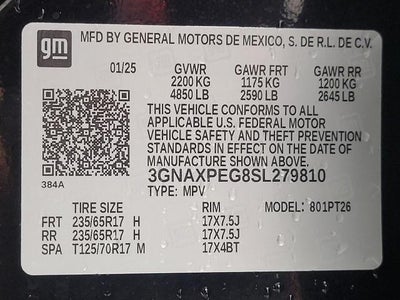 gm MFD BY GENERAL MOTORS DE MEXICO, S. DE R.L. DE C.V.
01/25 GVWR GAWR FRT GAWR RR
2200 KG 1175 KG 1200 KG
4850 LB 2590 LB 2645 LB
THIS VEHICLE CONFORMS TO ALL
APPLICABLE U.S. FEDERAL MOTOR
VEHICLE SAFETY AND THEFT PREVENTION
STANDARDS IN EFFECT ON THE DATE OF
MANUFACTURE SHOWN ABOVE.
3GNAXPEG8SL279810
384A TYPE: MPV
TIRE SIZE RIM MODEL: 801PT26
FRT 235/65R17 H 17X7.5J
RR 235/65R17 H 17X7.5J
SPA T125/70R17 M 17X4BT